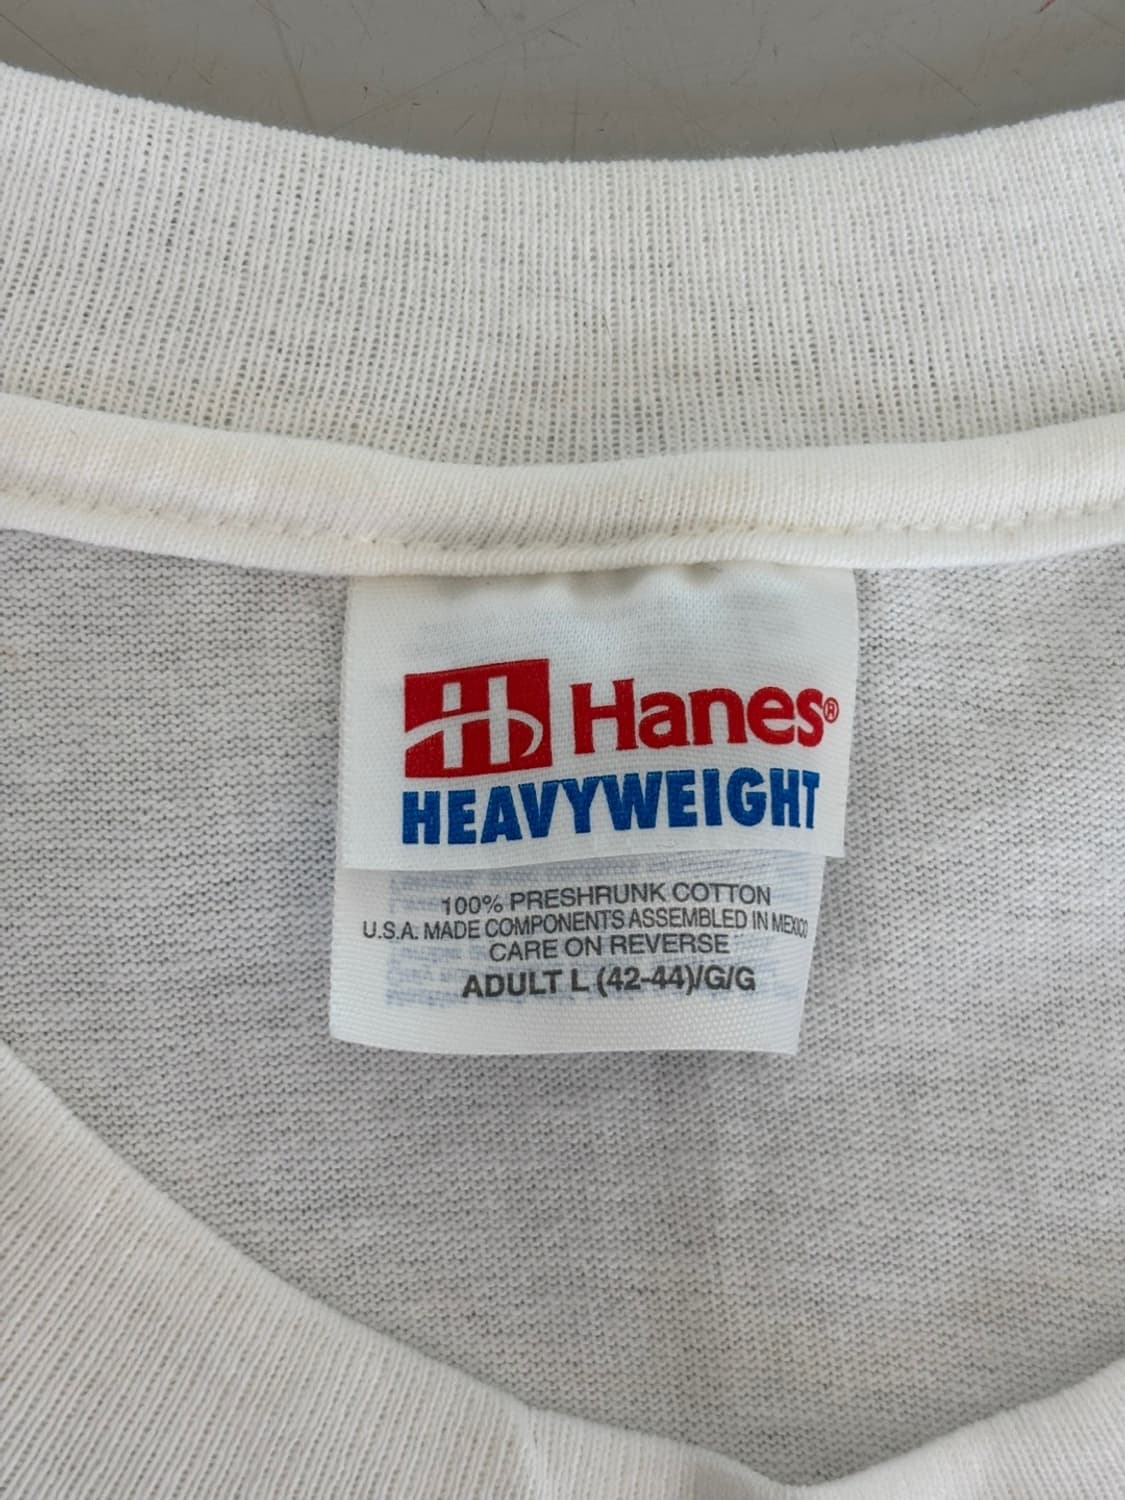 Hanes®
HEAVYWEIGHT
100% PRESHRUNK COTTON
U.S.A. MADE COMPONENTS ASSEMBLED IN MEXICO
CARE ON REVERSE
ADULT L (42-44)/G/G